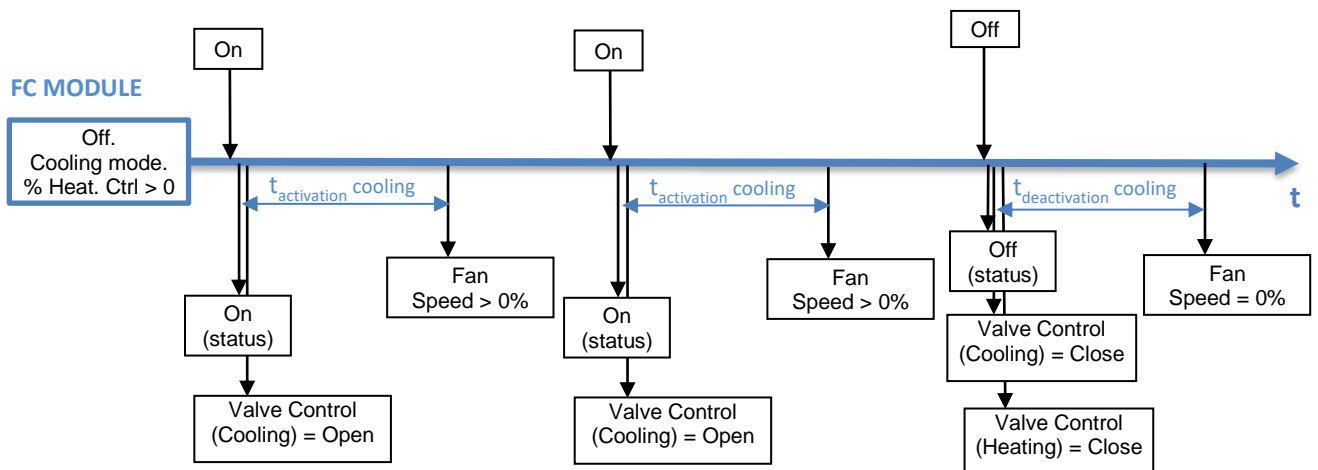 On
On
Off
FC MODULE
Off.
Cooling mode.
% Heat. Ctrl > 0
tactivation cooling
tactivation cooling
tdeactivation cooling
t
Fan
Speed > 0%
Fan
Speed > 0%
Off
(status)
Fan
Speed = 0%
On
(status)
On
(status)
Valve Control
(Cooling) = Close
Valve Control
(Cooling) = Open
Valve Control
(Cooling) = Open
Valve Control
(Heating) = Close